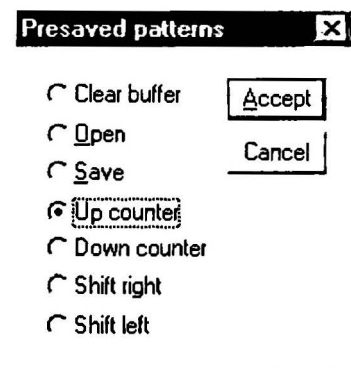 Presaved patterns
Clear buffer
Open
Save
Up counter
Down counter
Shift right
Shift left
Accept
Cancel